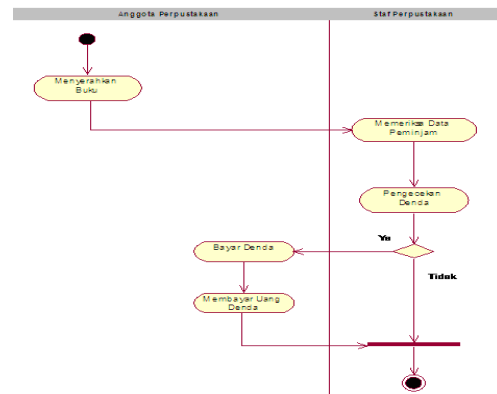 Anggota Perpustakaan
Staf Perpustakaan
Menyerahkan
Buku
Memeriksa Data
Peminjam
Pengecekan
Denda
Ya
Bayar Denda
Tidak
Membayar Uang
Denda